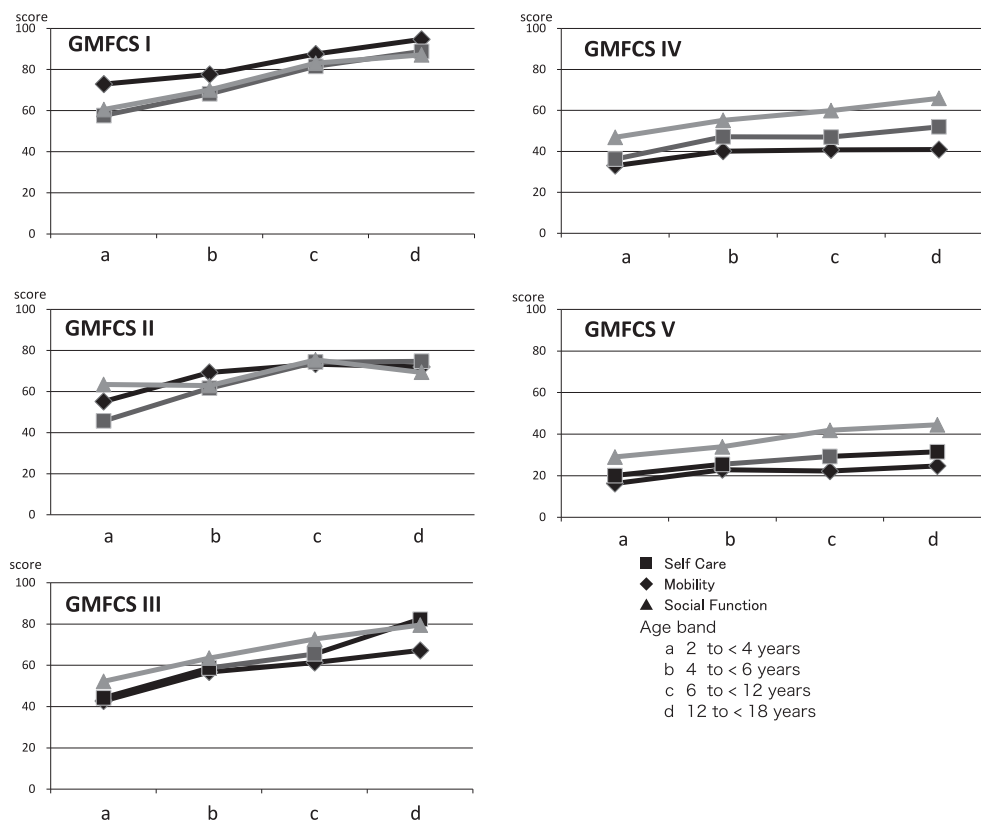 score
100
GMFCS I
80
60
40
20
0
a b c d
score
100
GMFCS II
80
60
40
20
0
a b c d
score
100
GMFCS III
80
60
40
20
0
a b c d
score
100
GMFCS IV
80
60
40
20
0
a b c d
score
100
GMFCS V
80
60
40
20
0
a b c d
Self Care
Mobility
Social Function
Age band
a 2 to < 4 years
b 4 to < 6 years
c 6 to < 12 years
d 12 to < 18 years